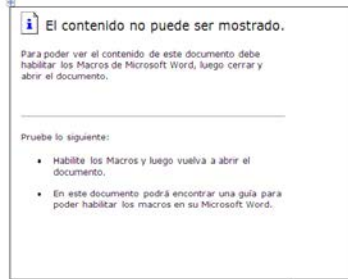 El contenido no puede ser mostrado.
Para poder ver el contenido de este documento debe
habilitar los Macros de Microsoft Word, luego cerrar y
abrir el documento.
Pruebe lo siguiente:
• Habilite los Macros y luego vuelva a abrir el
documento.
• En este documento podrá encontrar una guía para
poder habilitar los macros en su Microsoft Word.